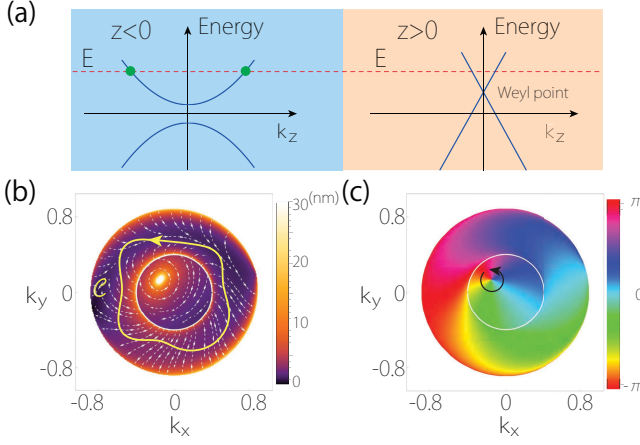 (a)
z<0
Energy
z>0
Energy
E
E
Weyl point
k_z
k_z
(b)
30 (nm)
(c)
0.8
0.8
π
20
e
k_y
0
k_y
0
0
10
-0.8
-0.8
0
-π
-0.8
0
0.8
-0.8
0
0.8
k_x
k_x